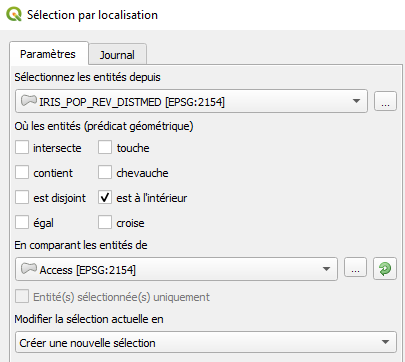 Sélection par localisation
Paramètres Journal
Sélectionnez les entités depuis
IRIS_POP_REV_DISTMED [EPSG:2154] ...
Où les entités (prédicat géométrique)
intersecte touche
contient chevauche
est disjoint est à l'intérieur
égal croise
En comparant les entités de
Access [EPSG:2154] ...
Entité(s) sélectionnée(s) uniquement
Modifier la sélection actuelle en
Créer une nouvelle sélection